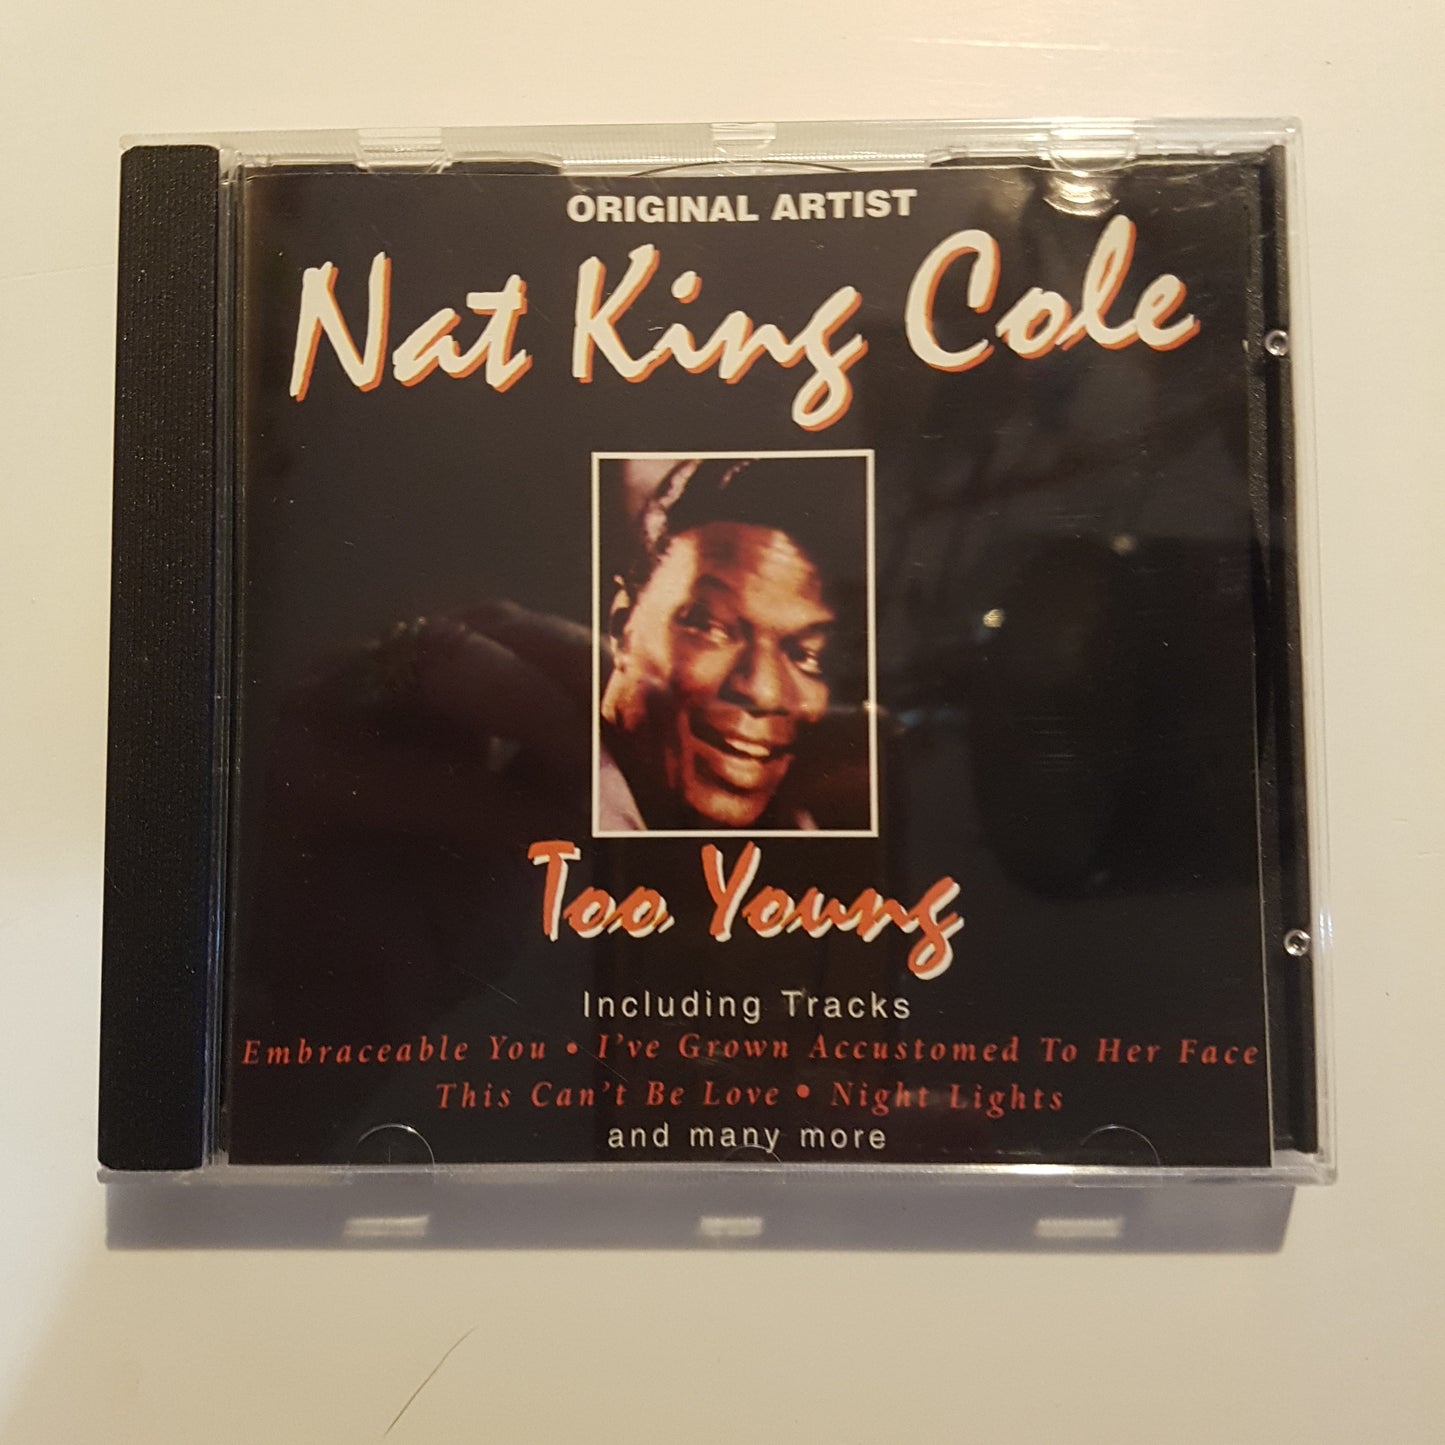 ORIGINAL ARTIST
Nat King Cole
Too Young
Including Tracks
Embraceable You • I've Grown Accustomed To Her Face
This Can't Be Love • Night Lights
and many more